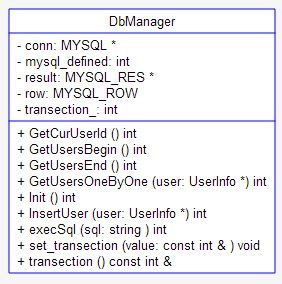 DbManager
- conn: MYSQL *
- mysql_defined: int
- result: MYSQL_RES *
- row: MYSQL_ROW
- transection_: int
+ GetCurUserId () int
+ GetUsersBegin () int
+ GetUsersEnd () int
+ GetUsersOneByOne (user: UserInfo *) int
+ Init () int
+ InsertUser (user: UserInfo *) int
+ execSql (sql: string ) int
+ set_transection (value: const int & ) void
+ transection () const int &